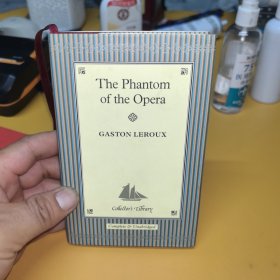 The Phantom
of the Opera
GASTON LEROUX
Collector's Library
Complete & Unabridged